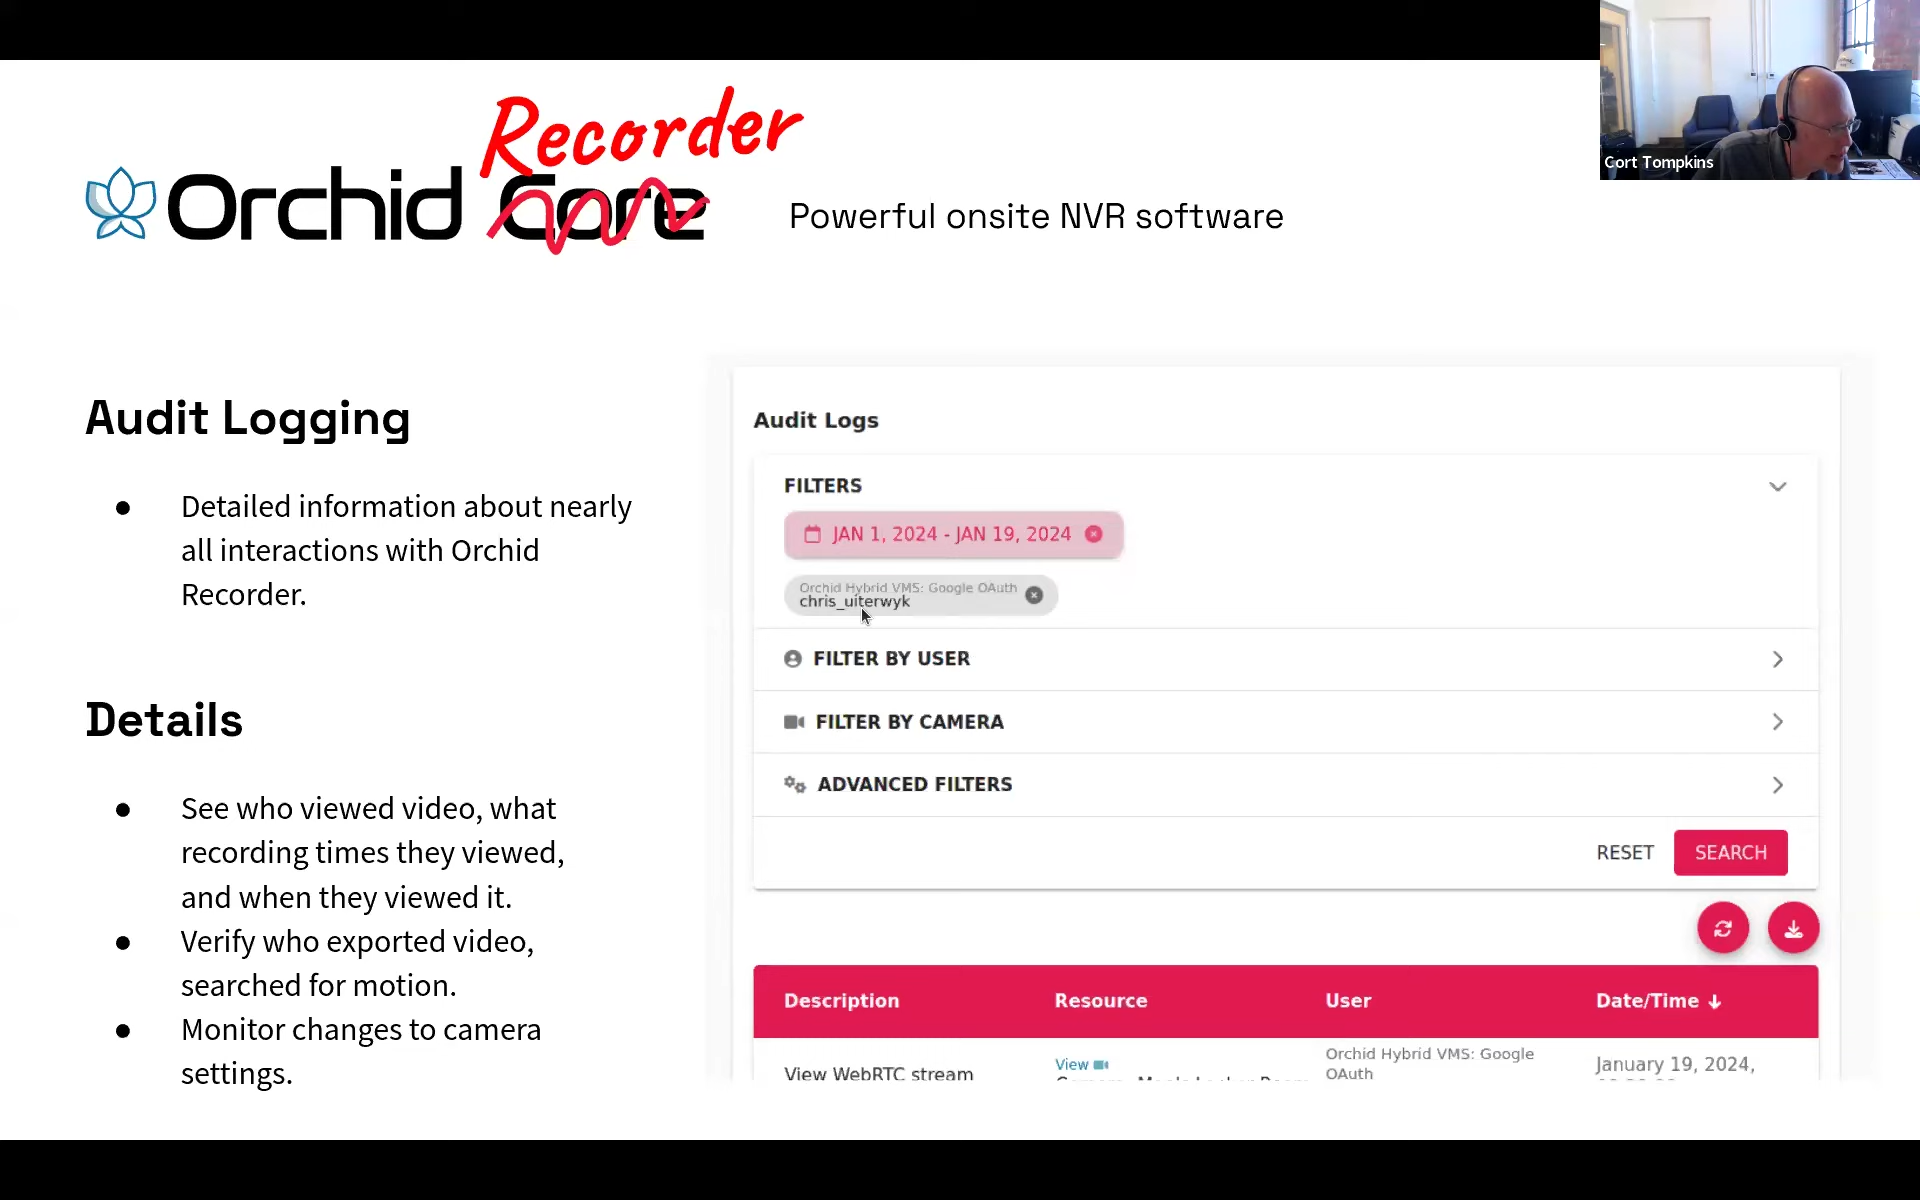 Cort Tompkins
Recorder
Orchid Core
Powerful onsite NVR software
Audit Logging
● Detailed information about nearly
all interactions with Orchid
Recorder.
Details
● See who viewed video, what
recording times they viewed,
and when they viewed it.
● Verify who exported video,
searched for motion.
● Monitor changes to camera
settings.
Audit Logs
FILTERS
JAN 1, 2024 - JAN 19, 2024
Orchid Hybrid VMS: Google OAuth
chris_uiterwyk
FILTER BY USER
FILTER BY CAMERA
ADVANCED FILTERS
RESET SEARCH
Description Resource User Date/Time ↓
View WebRTC stream
View
Orchid Hybrid VMS: Google
OAuth
January 19, 2024,